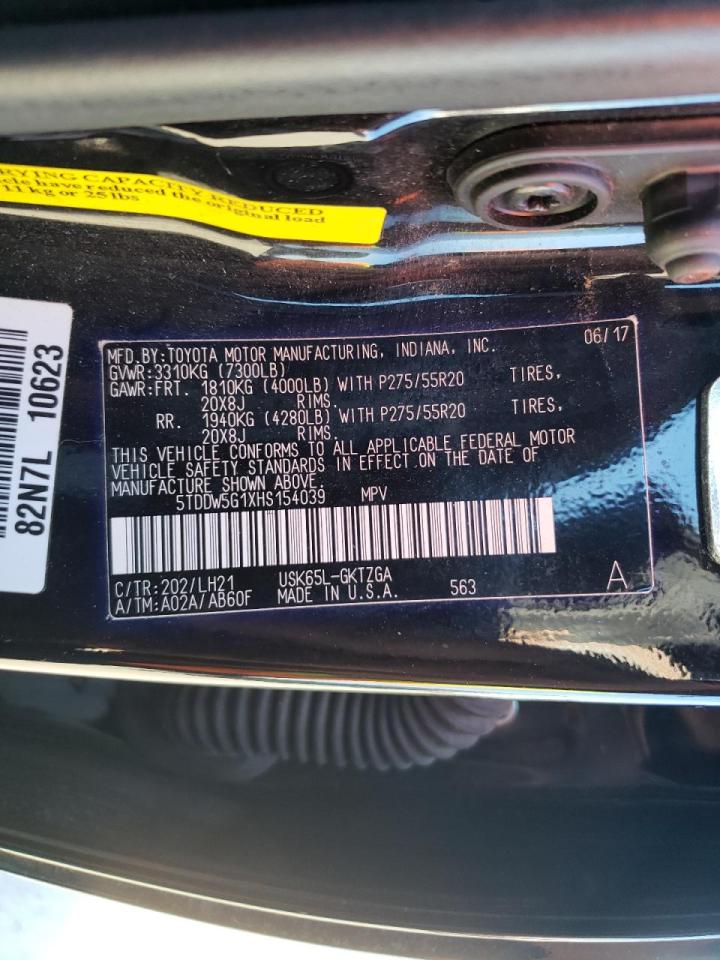 RYING CAPACITY REDUCED
cle have reduced the original load
11 kg or 25 lbs
82N7L 10623
MFD.BY:TOYOTA MOTOR MANUFACTURING, INDIANA, INC. 06/17
GVWR:3310KG (7300LB)
GAWR:FRT. 1810KG (4000LB) WITH P275/55R20 TIRES,
20X8J RIMS.
RR. 1940KG (4280LB) WITH P275/55R20 TIRES,
20X8J RIMS.
THIS VEHICLE CONFORMS TO ALL APPLICABLE FEDERAL MOTOR
VEHICLE SAFETY STANDARDS IN EFFECT ON THE DATE OF
MANUFACTURE SHOWN ABOVE.
5TDDW5G1XHS154039 MPV
C/TR:202/LH21 USK65L-GKTZGA
A/TM:A02A/AB60F MADE IN U.S.A. 563 A